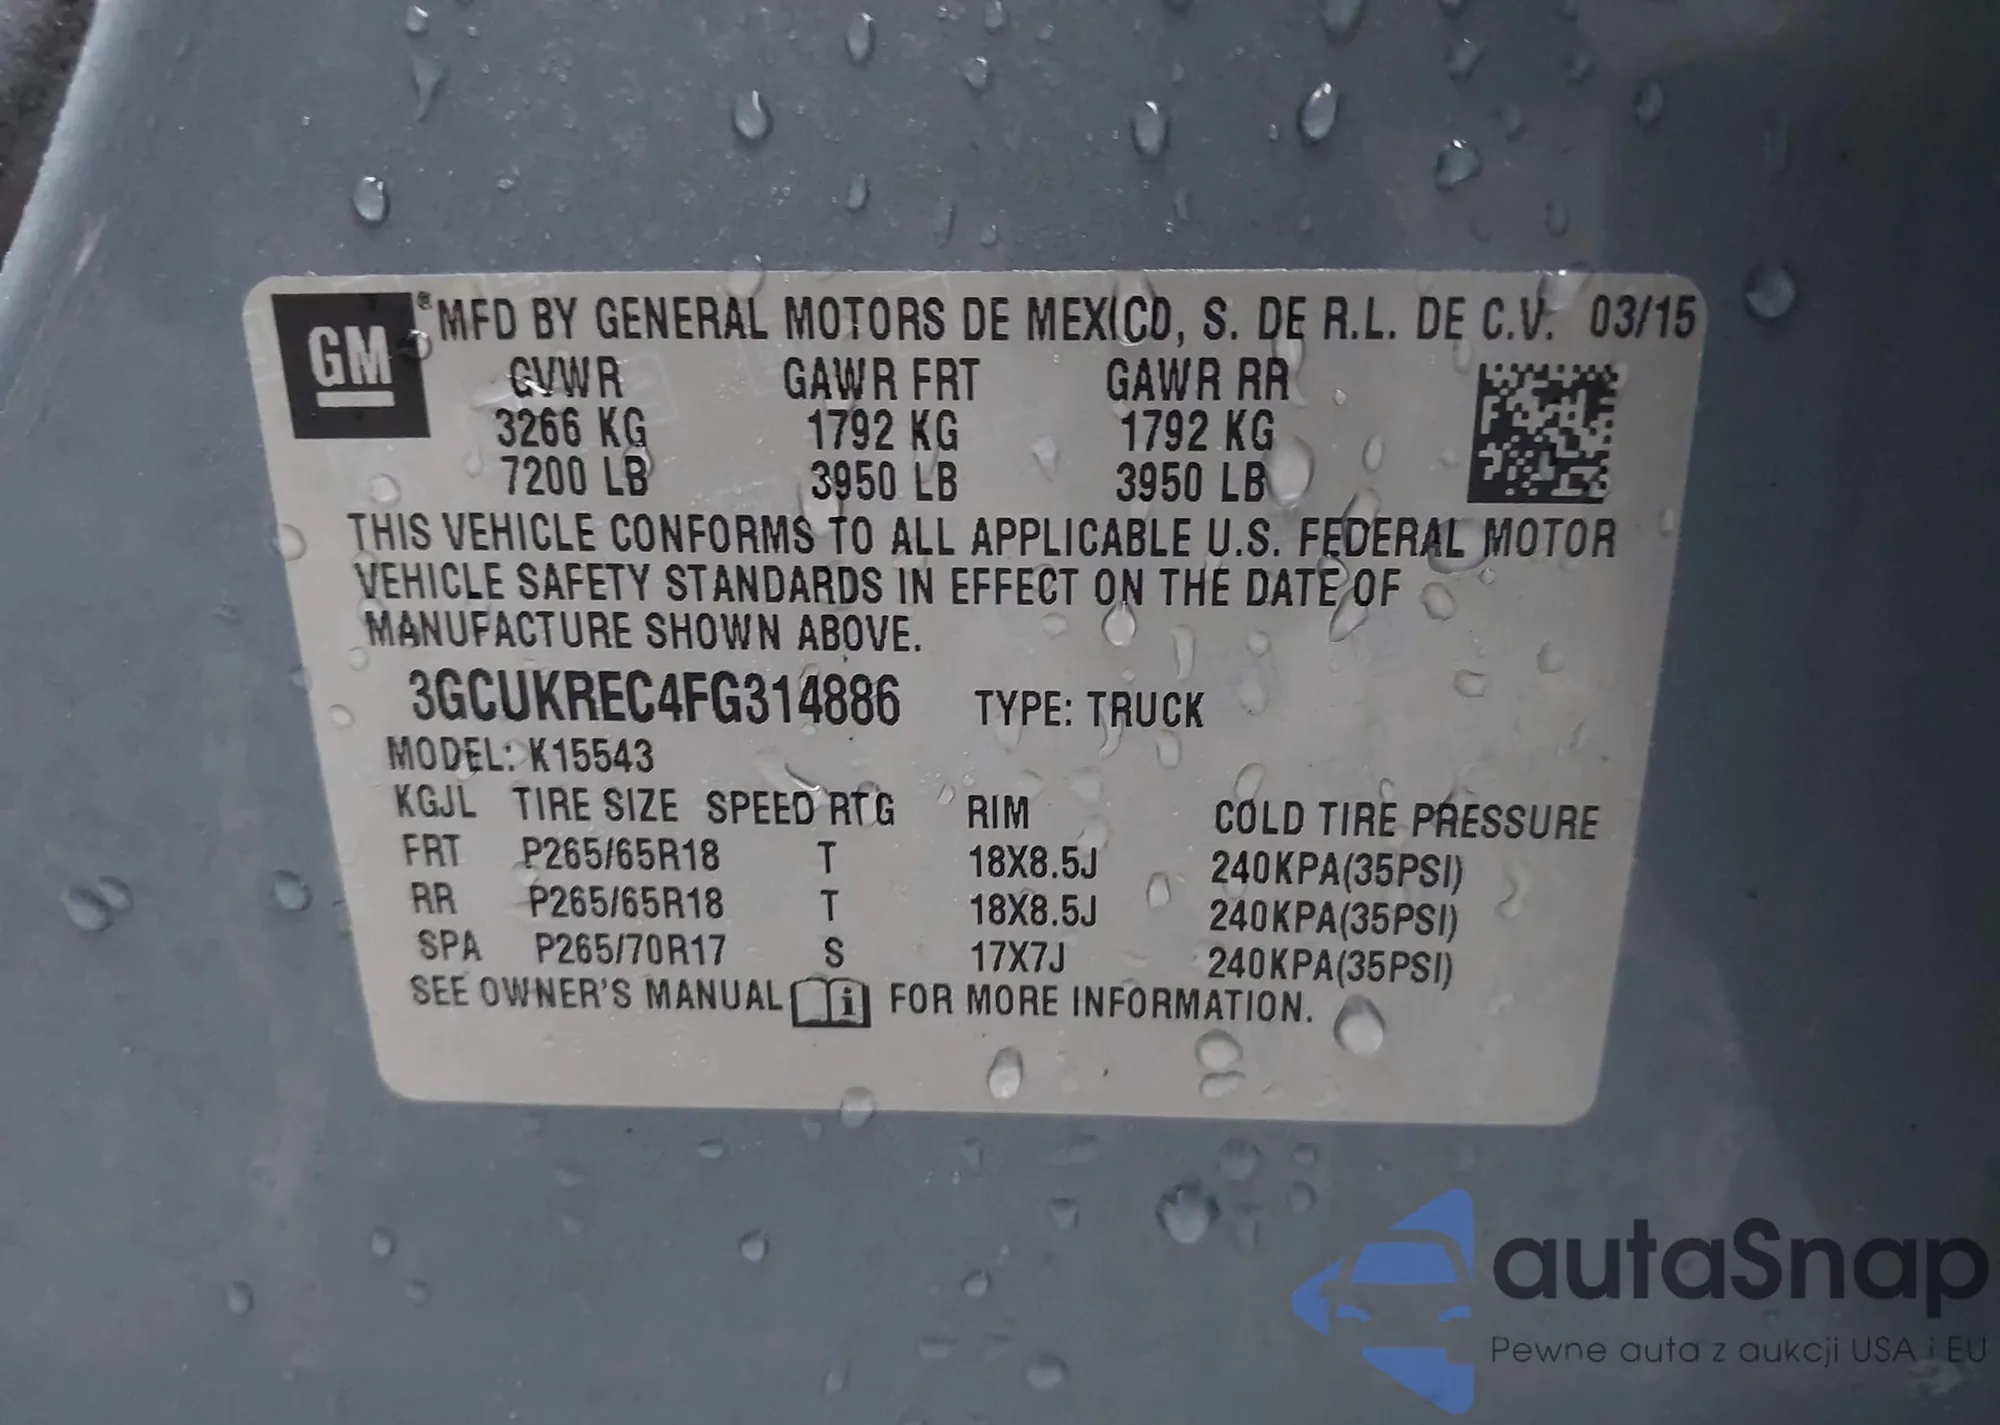 GM
® MFD BY GENERAL MOTORS DE MEXICO, S. DE R.L. DE C.V. 03/15
GVWR GAWR FRT GAWR RR
3266 KG 1792 KG 1792 KG
7200 LB 3950 LB 3950 LB
THIS VEHICLE CONFORMS TO ALL APPLICABLE U.S. FEDERAL MOTOR
VEHICLE SAFETY STANDARDS IN EFFECT ON THE DATE OF
MANUFACTURE SHOWN ABOVE.
3GCUKREC4FG314886 TYPE: TRUCK
MODEL: K15543
KGJL TIRE SIZE SPEED RTG RIM COLD TIRE PRESSURE
FRT P265/65R18 T 18X8.5J 240KPA(35PSI)
RR P265/65R18 T 18X8.5J 240KPA(35PSI)
SPA P265/70R17 S 17X7J 240KPA(35PSI)
SEE OWNER'S MANUAL i FOR MORE INFORMATION.
autaSnap
Pewne auta z aukcji USA i EU